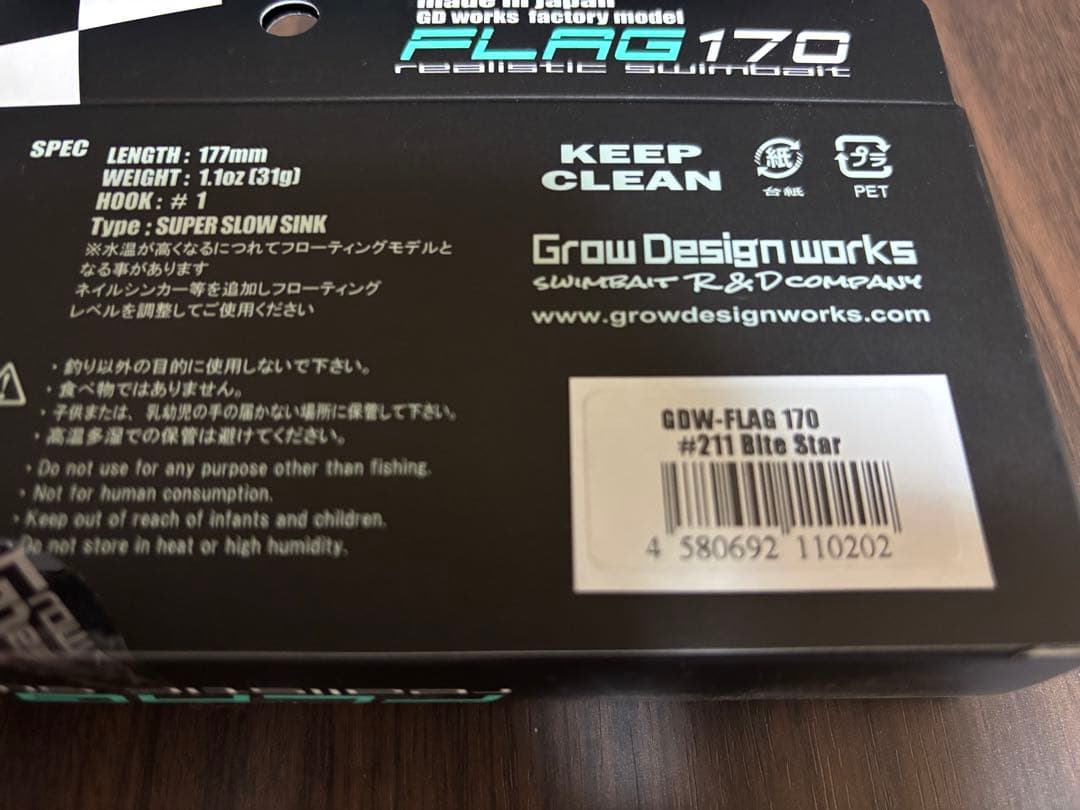 made in japan
GD works factory model
FLAG 170
realistic swimbait
SPEC
LENGTH : 177mm
WEIGHT : 1.1oz (31g)
HOOK : # 1
Type : SUPER SLOW SINK
※水温が高くなるにつれてフローティングモデルと
なる事があります
ネイルシンカー等を追加しフローティング
レベルを調整してご使用ください
・釣り以外の目的に使用しないで下さい。
・食べ物ではありません。
・子供または、乳幼児の手の届かない場所に保管して下さい。
・高温多湿での保管は避けてください。
・Do not use for any purpose other than fishing.
・Not for human consumption.
・Keep out of reach of infants and children.
Do not store in heat or high humidity.
KEEP
CLEAN
紙
台紙
プラ
PET
Grow Design works
SWIMBAIT R & D COMPANY
www.growdesignworks.com
GDW-FLAG 170
#211 Bite Star
4 580692 110202